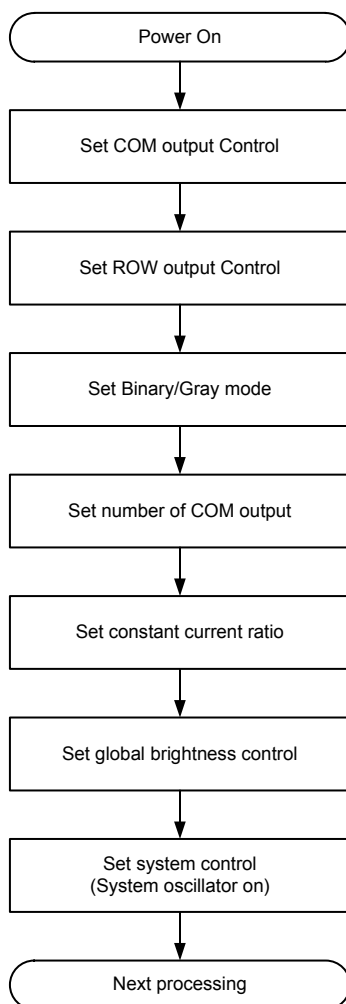 Power On
Set COM output Control
Set ROW output Control
Set Binary/Gray mode
Set number of COM output
Set constant current ratio
Set global brightness control
Set system control
(System oscillator on)
Next processing